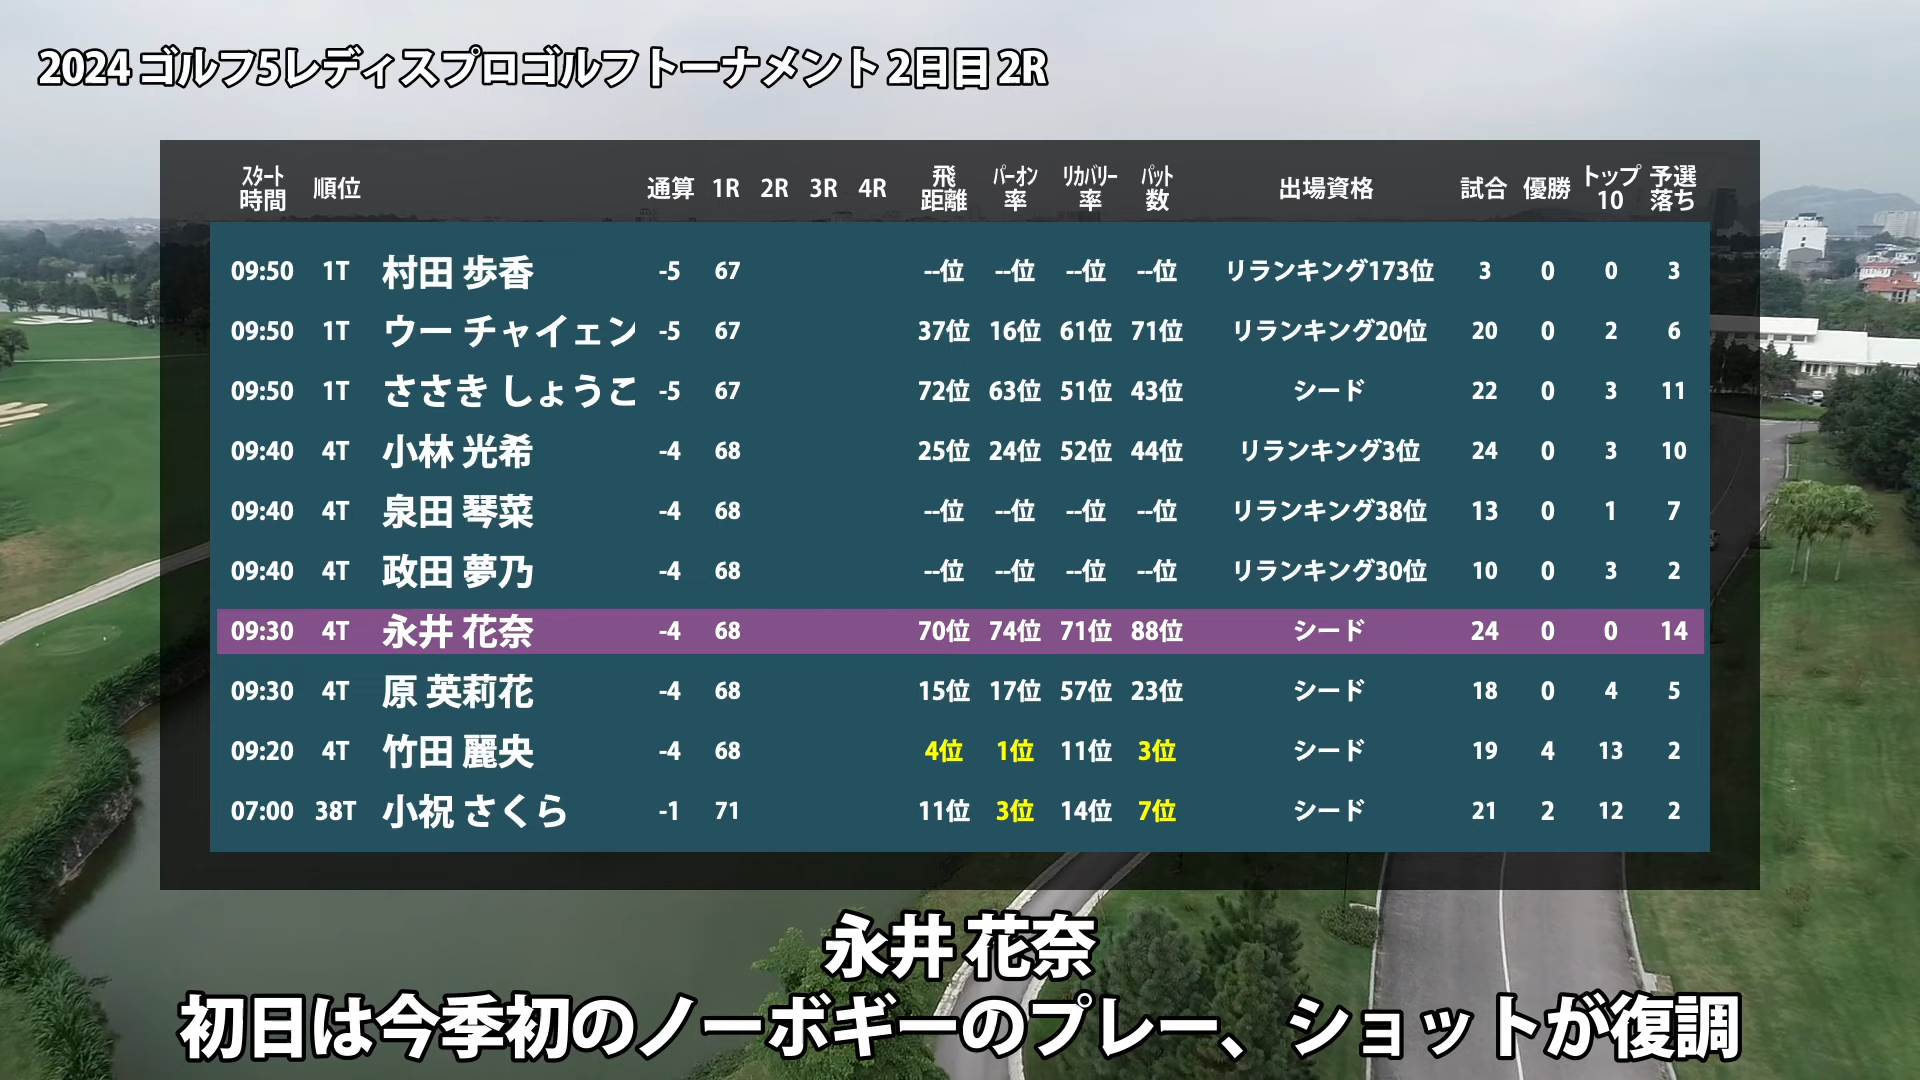 2024 ゴルフ5レディスプロゴルフトーナメント 2日目 2R
ｽﾀｰﾄ時間 順位 通算 1R 2R 3R 4R 飛距離 ﾊﾟｰｵﾝ率 ﾘｶﾊﾞﾘｰ率 ﾊﾟｯﾄ数 出場資格 試合 優勝 トップ10 予選落ち
09:50 1T 村田 歩香 -5 67 --位 --位 --位 --位 リランキング173位 3 0 0 3
09:50 1T ウー チャイェン -5 67 37位 16位 61位 71位 リランキング20位 20 0 2 6
09:50 1T ささき しょうこ -5 67 72位 63位 51位 43位 シード 22 0 3 11
09:40 4T 小林 光希 -4 68 25位 24位 52位 44位 リランキング3位 24 0 3 10
09:40 4T 泉田 琴菜 -4 68 --位 --位 --位 --位 リランキング38位 13 0 1 7
09:40 4T 政田 夢乃 -4 68 --位 --位 --位 --位 リランキング30位 10 0 3 2
09:30 4T 永井 花奈 -4 68 70位 74位 71位 88位 シード 24 0 0 14
09:30 4T 原 英莉花 -4 68 15位 17位 57位 23位 シード 18 0 4 5
09:20 4T 竹田 麗央 -4 68 4位 1位 11位 3位 シード 19 4 13 2
07:00 38T 小祝 さくら -1 71 11位 3位 14位 7位 シード 21 2 12 2
永井 花奈
初日は今季初のノーボギーのプレー、ショットが復調